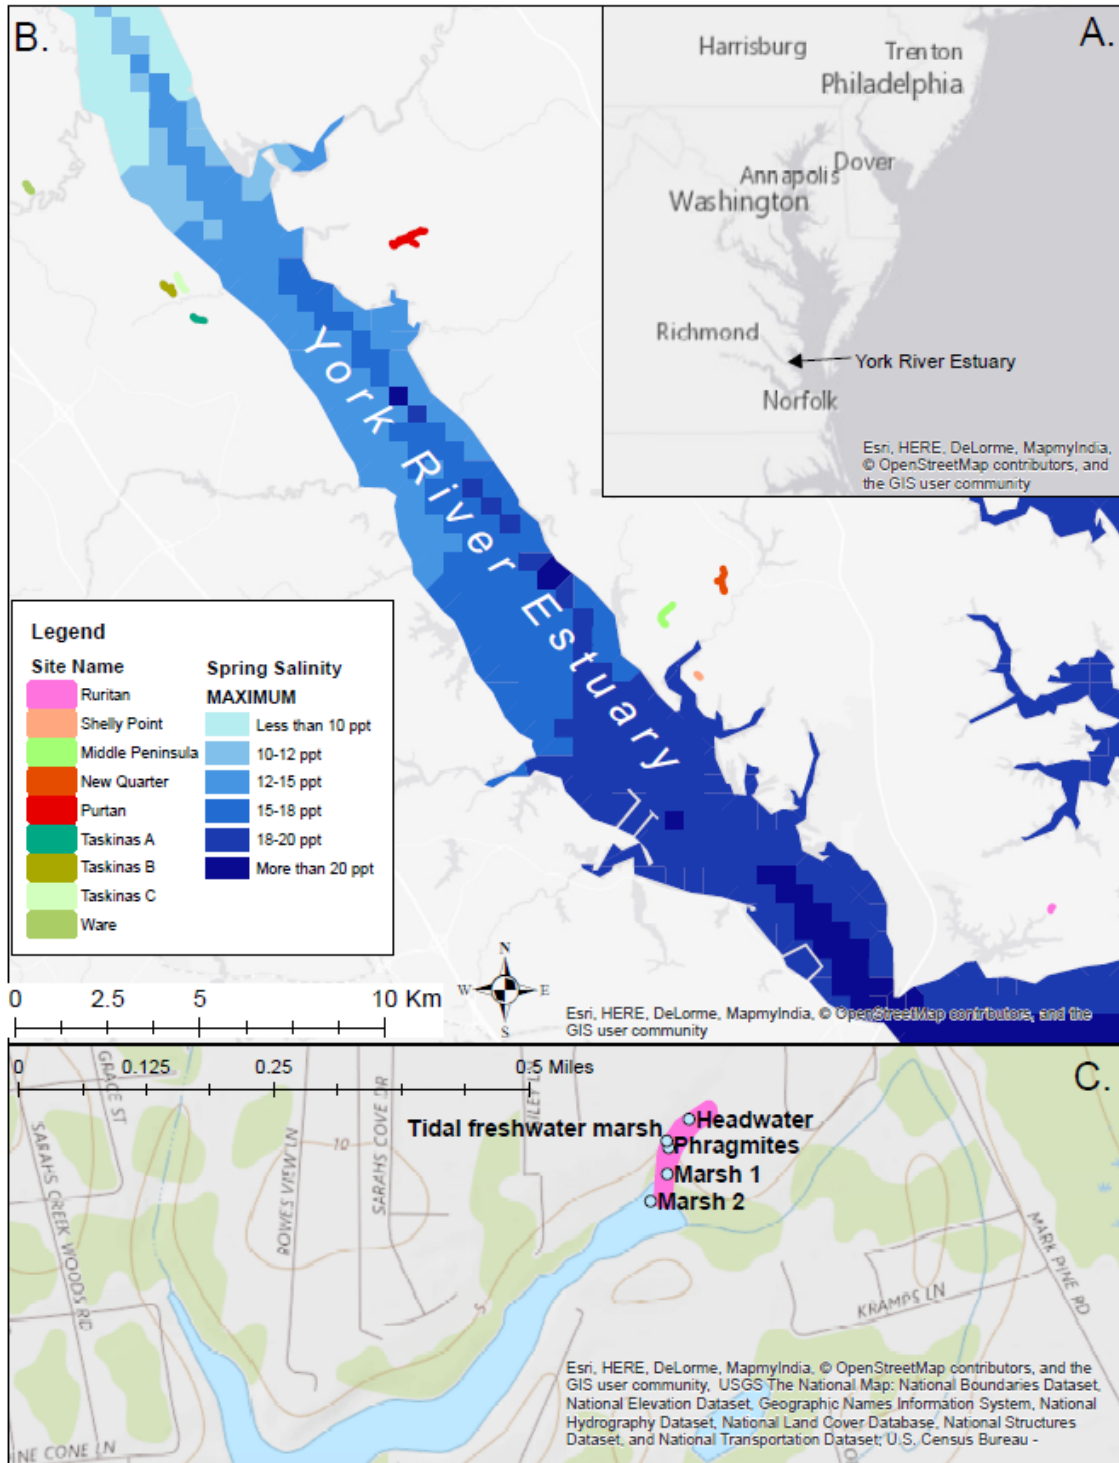 B.
A.
Harrisburg
Trenton
Philadelphia
Dover
Annapolis
Washington
Richmond
York River Estuary
Norfolk
Esri, HERE, DeLorme, MapmyIndia,
© OpenStreetMap contributors, and
the GIS user community
York River Estuary
Legend
Site Name
Ruritan
Shelly Point
Middle Peninsula
New Quarter
Purtan
Taskinas A
Taskinas B
Taskinas C
Ware
Spring Salinity
MAXIMUM
Less than 10 ppt
10-12 ppt
12-15 ppt
15-18 ppt
18-20 ppt
More than 20 ppt
0 2.5 5 10 Km
N
W E
S
Esri, HERE, DeLorme, MapmyIndia, © OpenStreetMap contributors, and the
GIS user community
C.
0 0.125 0.25 0.5 Miles
GRACE ST
SARAHS CREEK WOODS RD
BOWES VIEW LN
SARAHS COVE DR
10
Tidal freshwater marsh
Headwater
Phragmites
Marsh 1
Marsh 2
5
MARK PINE RD
KRAMPS LN
NE CONE LN
Esri, HERE, DeLorme, MapmyIndia, © OpenStreetMap contributors, and the
GIS user community, USGS The National Map: National Boundaries Dataset,
National Elevation Dataset, Geographic Names Information System, National
Hydrography Dataset, National Land Cover Database, National Structures
Dataset, and National Transportation Dataset; U.S. Census Bureau -